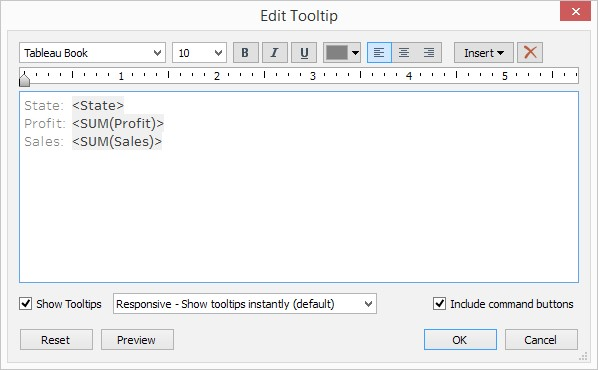 Edit Tooltip
Tableau Book 10 B I U Insert
1 2 3 4 5
State: <State>
Profit: <SUM(Profit)>
Sales: <SUM(Sales)>
Show Tooltips Responsive - Show tooltips instantly (default) Include command buttons
Reset Preview OK Cancel